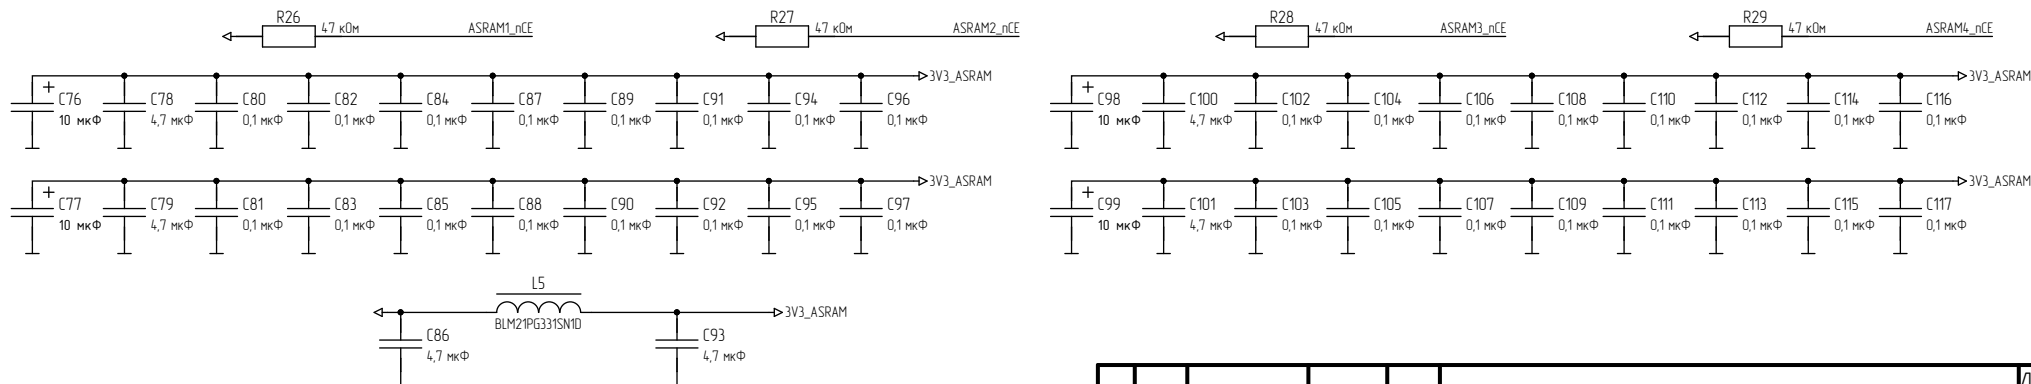 R26 R27 R28 R29
47 кОм ASRAM1_nCE 47 кОм ASRAM2_nCE 47 кОм ASRAM3_nCE 47 кОм ASRAM4_nCE
3V3_ASRAM 3V3_ASRAM
+ C76 C78 C80 C82 C84 C87 C89 C91 C94 C96 + C98 C100 C102 C104 C106 C108 C110 C112 C114 C116
10 мкФ 4,7 мкФ 0,1 мкФ 0,1 мкФ 0,1 мкФ 0,1 мкФ 0,1 мкФ 0,1 мкФ 0,1 мкФ 0,1 мкФ 10 мкФ 4,7 мкФ 0,1 мкФ 0,1 мкФ 0,1 мкФ 0,1 мкФ 0,1 мкФ 0,1 мкФ 0,1 мкФ 0,1 мкФ
3V3_ASRAM 3V3_ASRAM
+ C77 C79 C81 C83 C85 C88 C90 C92 C95 C97 + C99 C101 C103 C105 C107 C109 C111 C113 C115 C117
10 мкФ 4,7 мкФ 0,1 мкФ 0,1 мкФ 0,1 мкФ 0,1 мкФ 0,1 мкФ 0,1 мкФ 0,1 мкФ 0,1 мкФ 10 мкФ 4,7 мкФ 0,1 мкФ 0,1 мкФ 0,1 мкФ 0,1 мкФ 0,1 мкФ 0,1 мкФ 0,1 мкФ 0,1 мкФ
L5
3V3_ASRAM
BLM21PG331SN1D
C86 C93
4,7 мкФ 4,7 мкФ